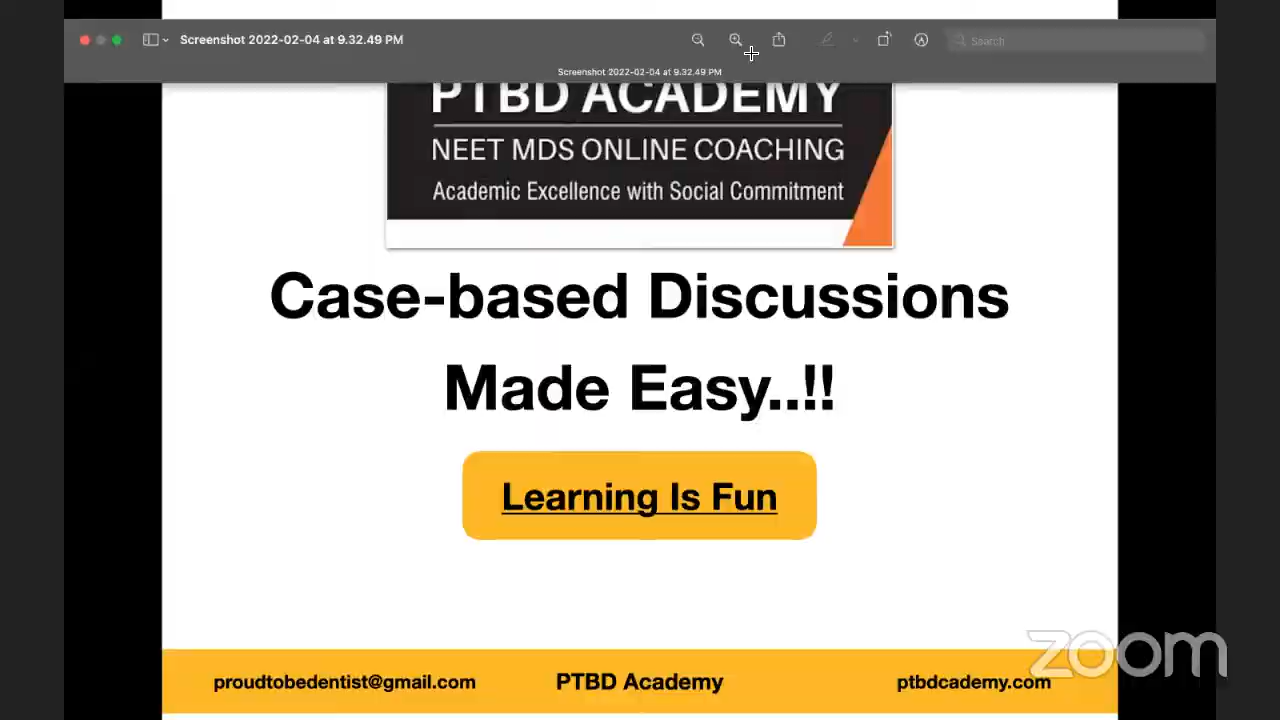 Screenshot 2022-02-04 at 9.32.49 PM
Search
Screenshot 2022-02-04 at 9.32.49 PM
PTBD ACADEMY
NEET MDS ONLINE COACHING
Academic Excellence with Social Commitment
Case-based Discussions
Made Easy..!!
Learning Is Fun
zoom
proudtobedentist@gmail.com
PTBD Academy
ptbdcademy.com